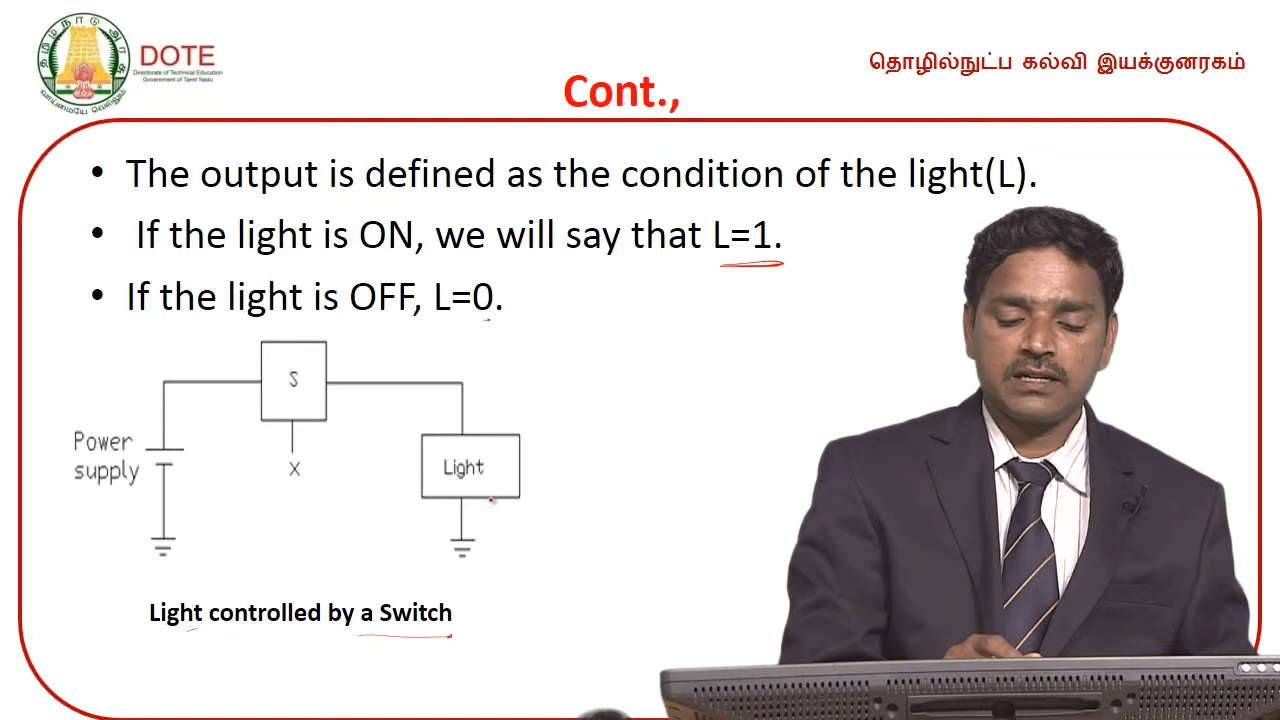 தமிழ்நாடு அரசு
வாய்மையே வெல்லும்
DOTE
Directorate of Technical Education
Government of Tamil Nadu
தொழில்நுட்ப கல்வி இயக்குனரகம்
Cont.,
• The output is defined as the condition of the light(L).
• If the light is ON, we will say that L=1.
• If the light is OFF, L=0.
S
Power
supply
X
Light
Light controlled by a Switch